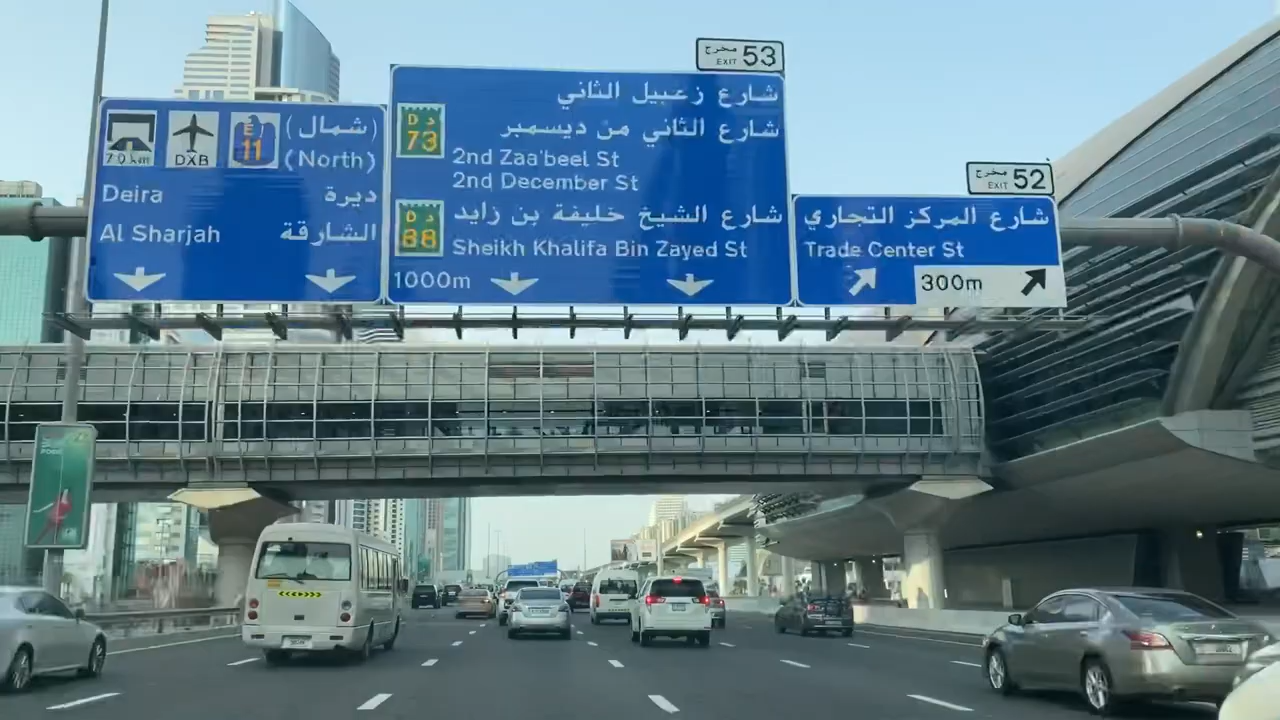 7.0 km
DXB
E
11
(شمال)
(North)
Deira
ديرة
Al Sharjah
الشارقة
مخرج
EXIT 53
شارع زعبيل الثاني
شارع الثاني من ديسمبر
D د
73
2nd Zaa'beel St
2nd December St
D د
88
شارع الشيخ خليفة بن زايد
Sheikh Khalifa Bin Zayed St
1000m
مخرج
EXIT 52
شارع المركز التجاري
Trade Center St
300m